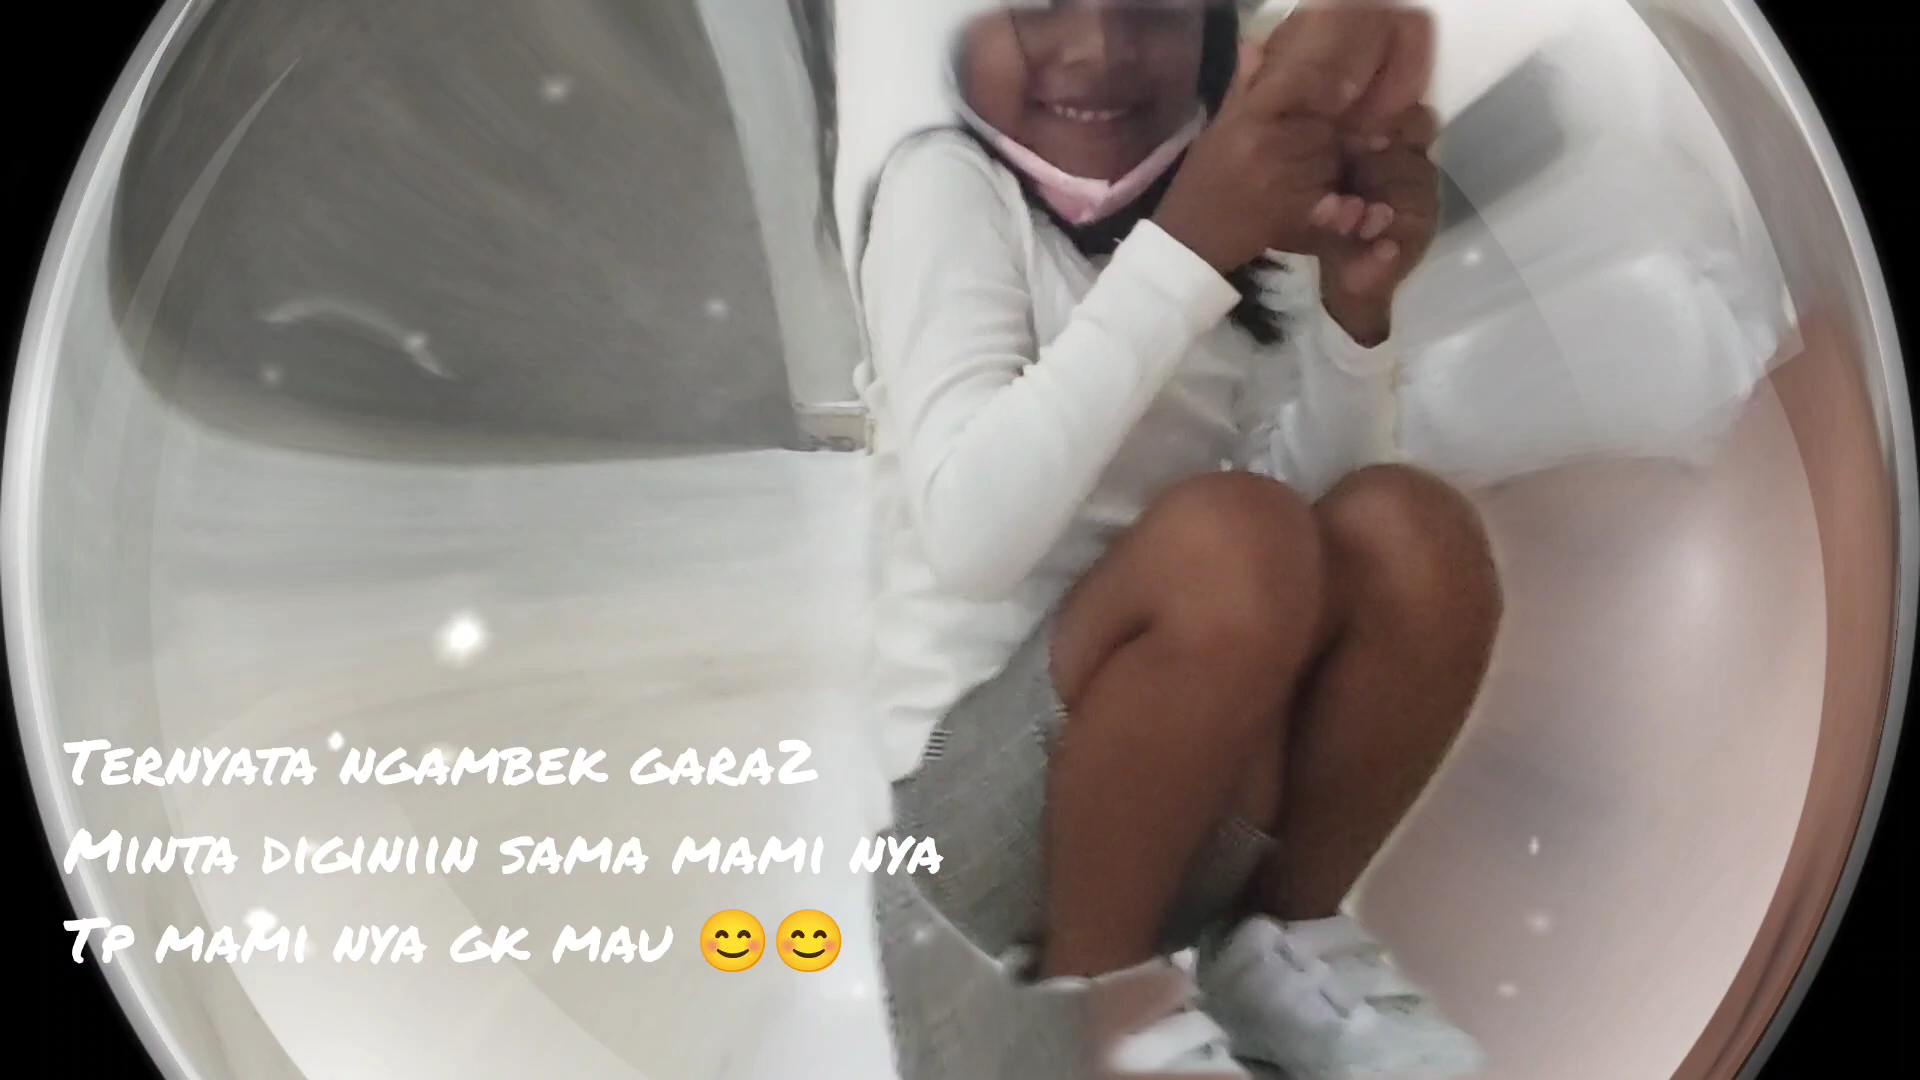 Ternyata ngambek gara2
Minta diginiin sama mami nya
Tp mami nya gk mau 😊😊